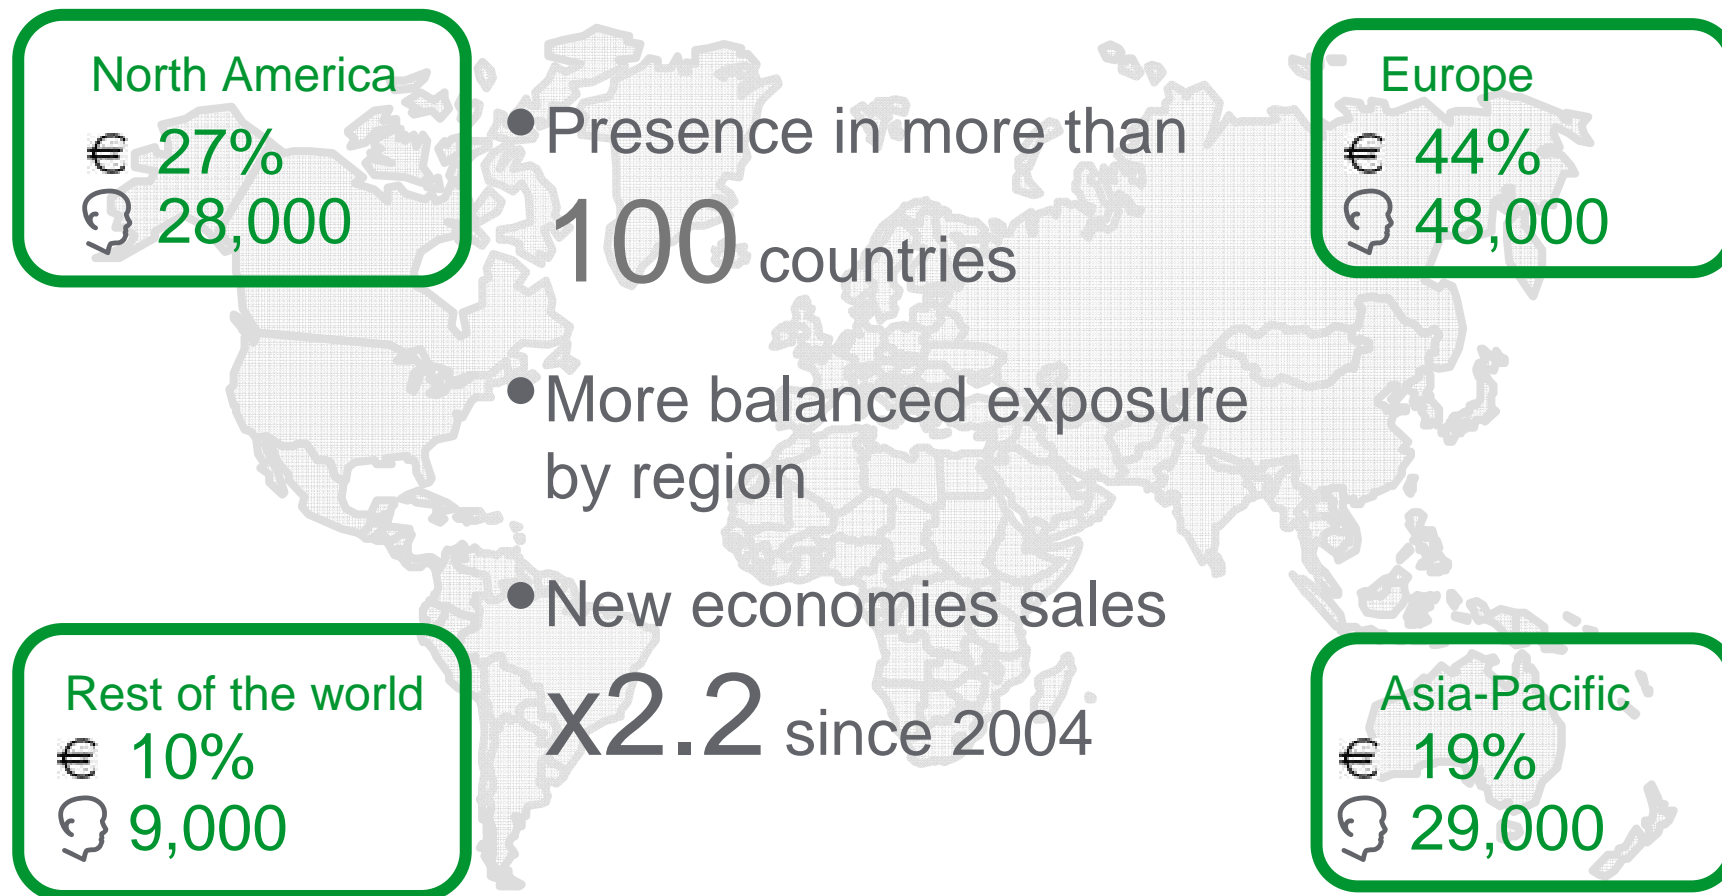 North America
€ 27%
28,000
Europe
€ 44%
48,000
•Presence in more than
100 countries
•More balanced exposure
by region
•New economies sales
x2.2 since 2004
Rest of the world
€ 10%
9,000
Asia-Pacific
€ 19%
29,000